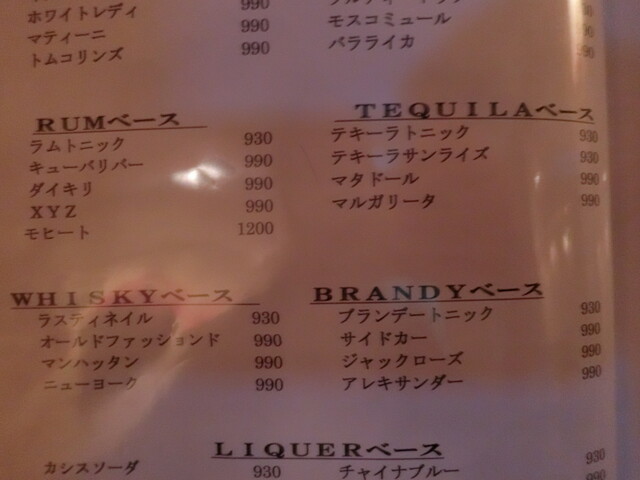 ホワイトレディ 990
マティーニ 990
トムコリンズ 990
モスコミュール
バラライカ 990
RUMベース
ラムトニック 930
キューバリバー 990
ダイキリ 990
XYZ 990
モヒート 1200
TEQUILAベース
テキーラトニック 930
テキーラサンライズ 930
マタドール 990
マルガリータ 990
WHISKYベース
ラスティネイル 930
オールドファッションド 990
マンハッタン 990
ニューヨーク 990
BRANDYベース
ブランデートニック 930
サイドカー 990
ジャックローズ 990
アレキサンダー 990
LIQUERベース
カシスソーダ 930
チャイナブルー 930
990